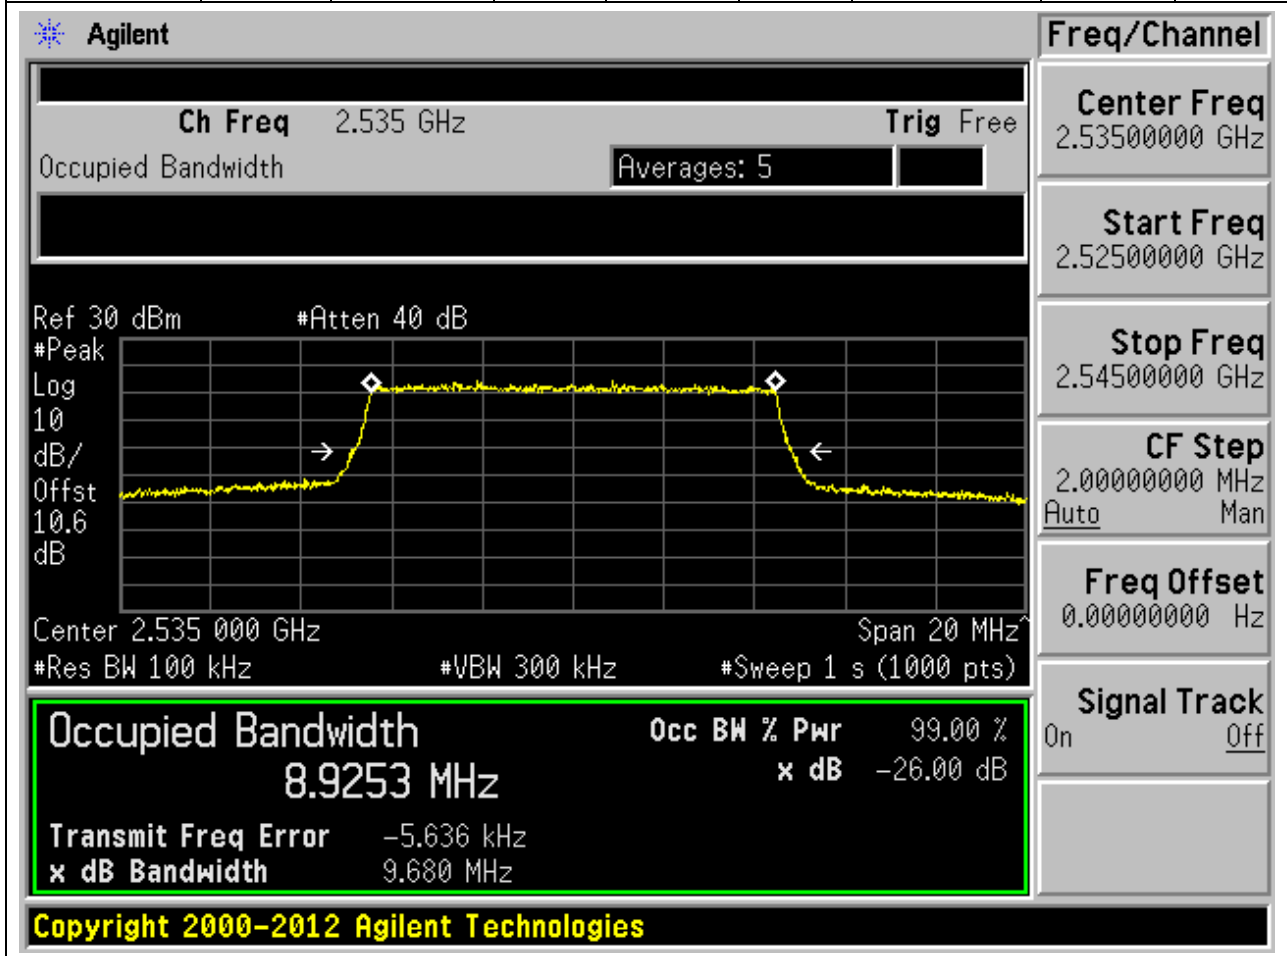 Agilent
Freq/Channel
Ch Freq 2.535 GHz Trig Free
Occupied Bandwidth Averages: 5
Center Freq
2.53500000 GHz
Start Freq
2.52500000 GHz
Stop Freq
2.54500000 GHz
CF Step
2.00000000 MHz
Auto Man
Freq Offset
0.00000000 Hz
Signal Track
On Off
Ref 30 dBm #Atten 40 dB
#Peak
Log
10
dB/
Offst
10.6
dB
Center 2.535 000 GHz Span 20 MHz^
#Res BW 100 kHz #VBW 300 kHz #Sweep 1 s (1000 pts)
Occupied Bandwidth Occ BW % Pwr 99.00 %
8.9253 MHz x dB -26.00 dB
Transmit Freq Error -5.636 kHz
x dB Bandwidth 9.680 MHz
Copyright 2000-2012 Agilent Technologies